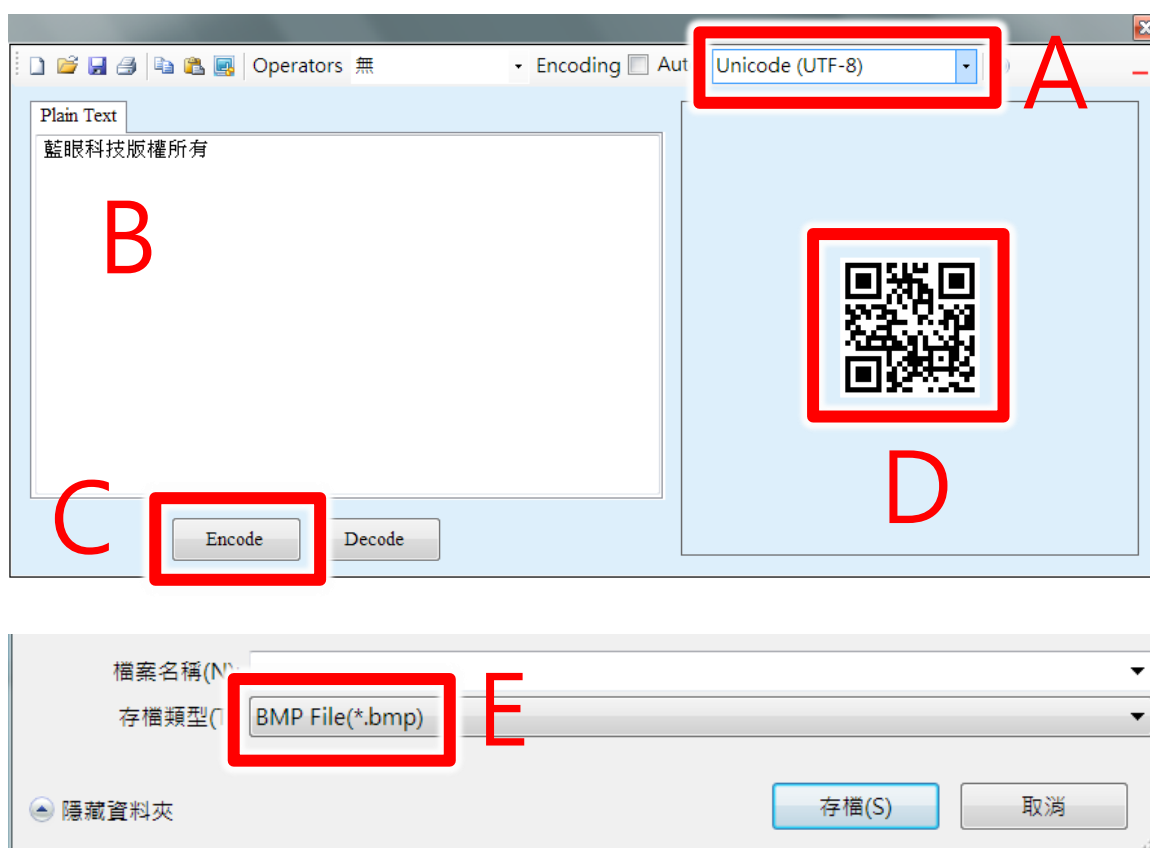 Operators 無 Encoding Aut Unicode (UTF-8) A
Plain Text
藍眼科技版權所有
B
D
C
Encode Decode
檔案名稱(N):
E
存檔類型(T BMP File(*.bmp)
隱藏資料夾 存檔(S) 取消